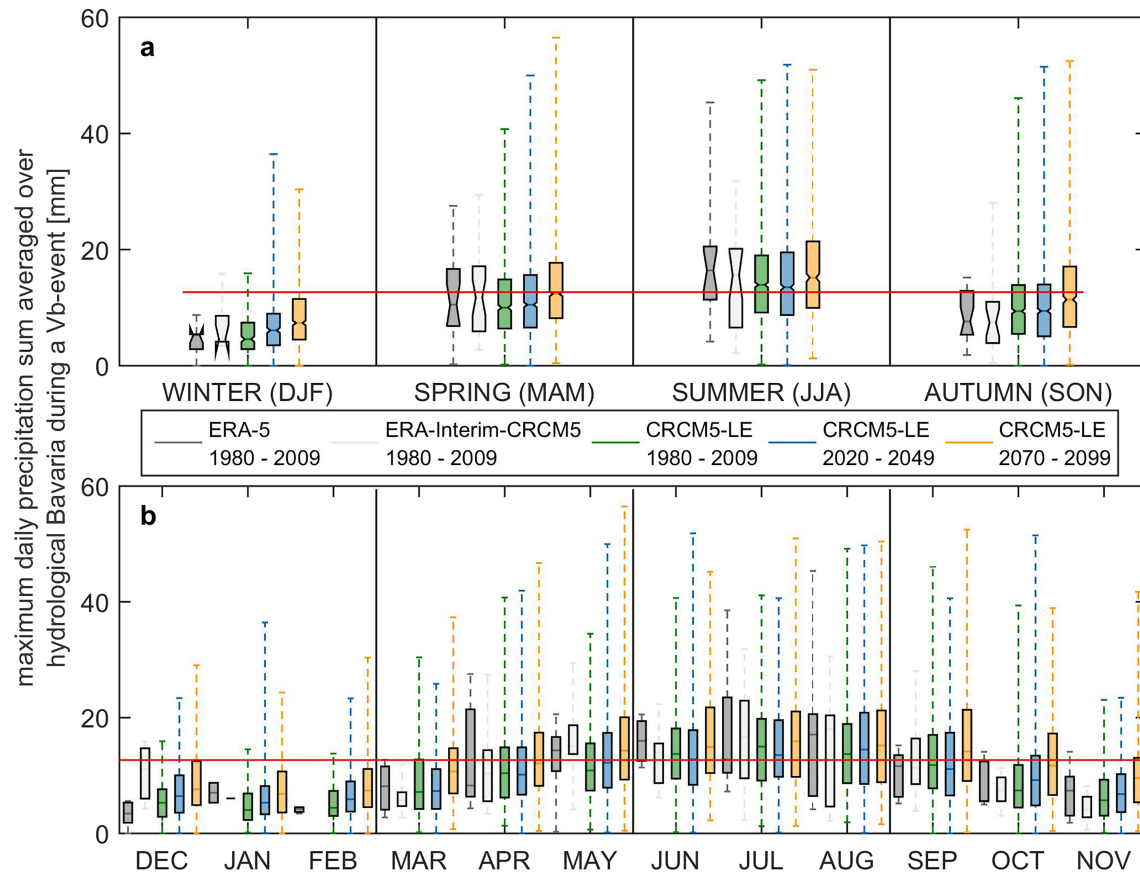 maximum daily precipitation sum averaged over
hydrological Bavaria during a Vb-event [mm]
60
40
20
0
a
WINTER (DJF) SPRING (MAM) SUMMER (JJA) AUTUMN (SON)
ERA-5 ERA-Interim-CRCM5 CRCM5-LE CRCM5-LE CRCM5-LE
1980 - 2009 1980 - 2009 1980 - 2009 2020 - 2049 2070 - 2099
60
40
20
0
b
DEC JAN FEB MAR APR MAY JUN JUL AUG SEP OCT NOV